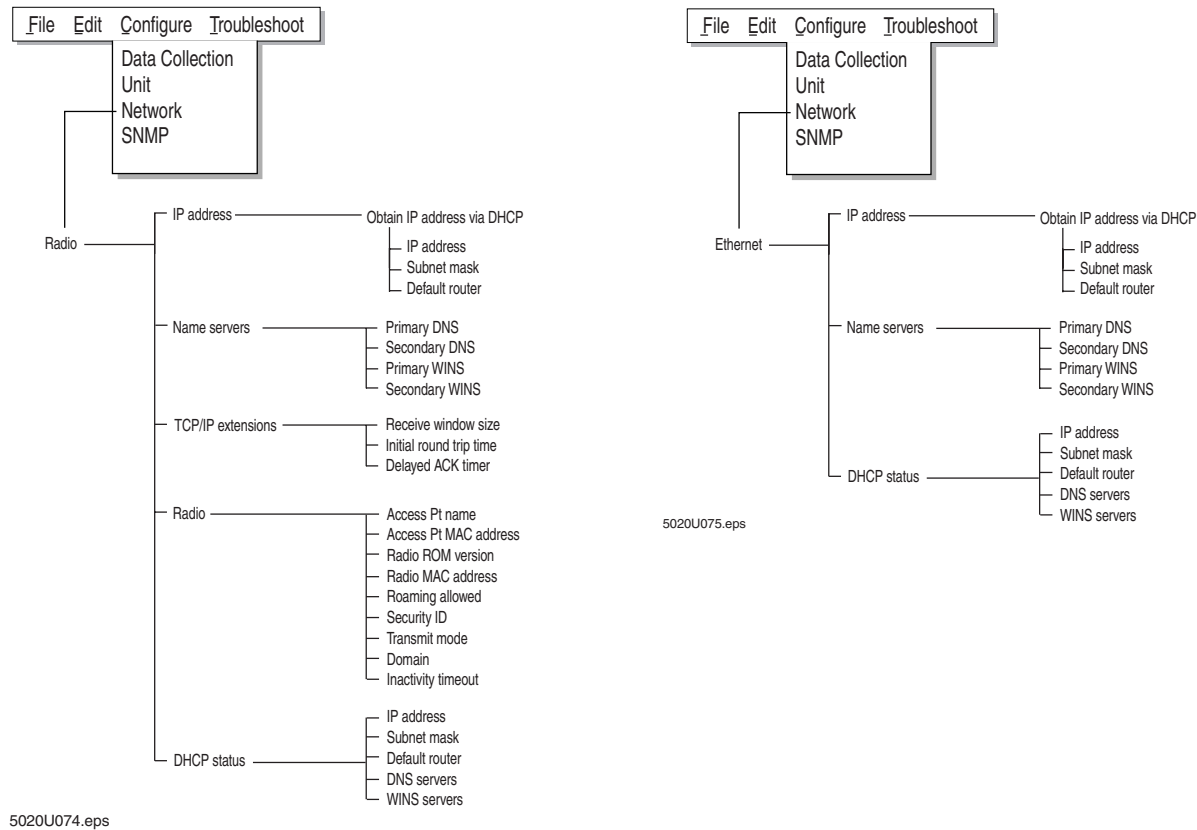 File Edit Configure Troubleshoot
Data Collection
Unit
Network
SNMP
Radio
IP address
Obtain IP address via DHCP
IP address
Subnet mask
Default router
Name servers
Primary DNS
Secondary DNS
Primary WINS
Secondary WINS
TCP/IP extensions
Receive window size
Initial round trip time
Delayed ACK timer
Radio
Access Pt name
Access Pt MAC address
Radio ROM version
Radio MAC address
Roaming allowed
Security ID
Transmit mode
Domain
Inactivity timeout
DHCP status
IP address
Subnet mask
Default router
DNS servers
WINS servers
5020U074.eps
File Edit Configure Troubleshoot
Data Collection
Unit
Network
SNMP
Ethernet
IP address
Obtain IP address via DHCP
IP address
Subnet mask
Default router
Name servers
Primary DNS
Secondary DNS
Primary WINS
Secondary WINS
DHCP status
IP address
Subnet mask
Default router
DNS servers
WINS servers
5020U075.eps